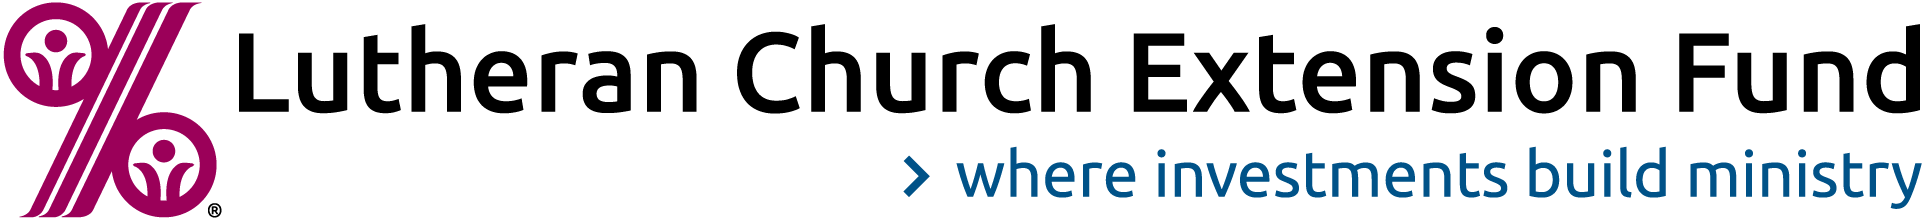 Lutheran Church Extension Fund
> where investments build ministry
®